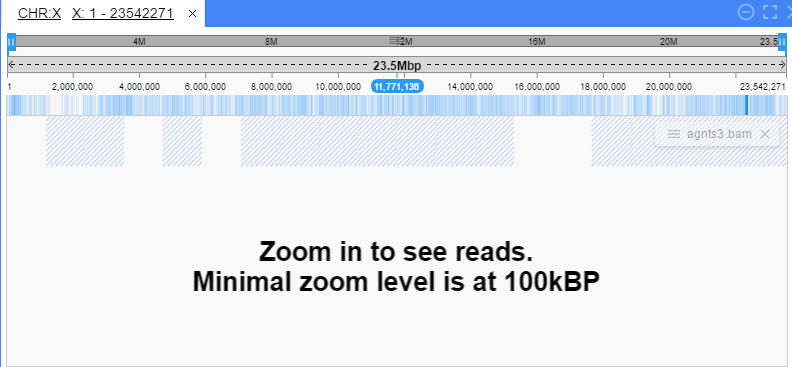 CHR:X X: 1 - 23542271 ×
4M 8M 12M 16M 20M 23.5
23.5Mbp
1 2,000,000 4,000,000 6,000,000 8,000,000 10,000,000 11,771,136 14,000,000 16,000,000 18,000,000 20,000,000 23,542,271
agnts3.bam
Zoom in to see reads.
Minimal zoom level is at 100kBP